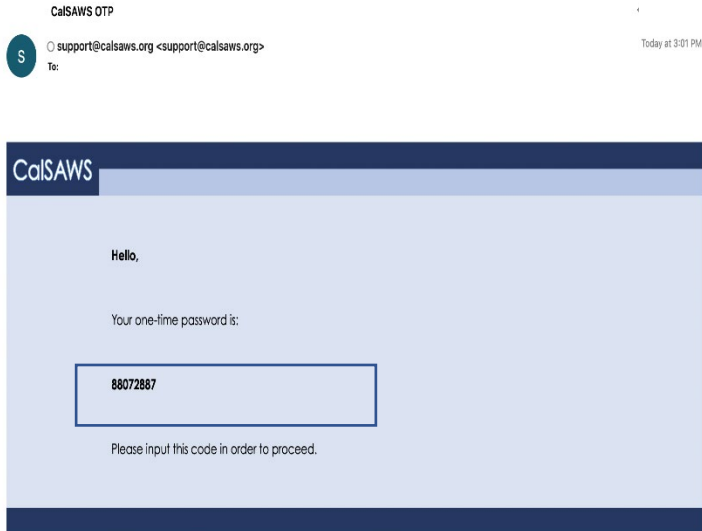 CalSAWS OTP
S
support@calsaws.org <support@calsaws.org>
Today at 3:01 PM
To:
CalSAWS
Hello,
Your one-time password is:
88072887
Please input this code in order to proceed.